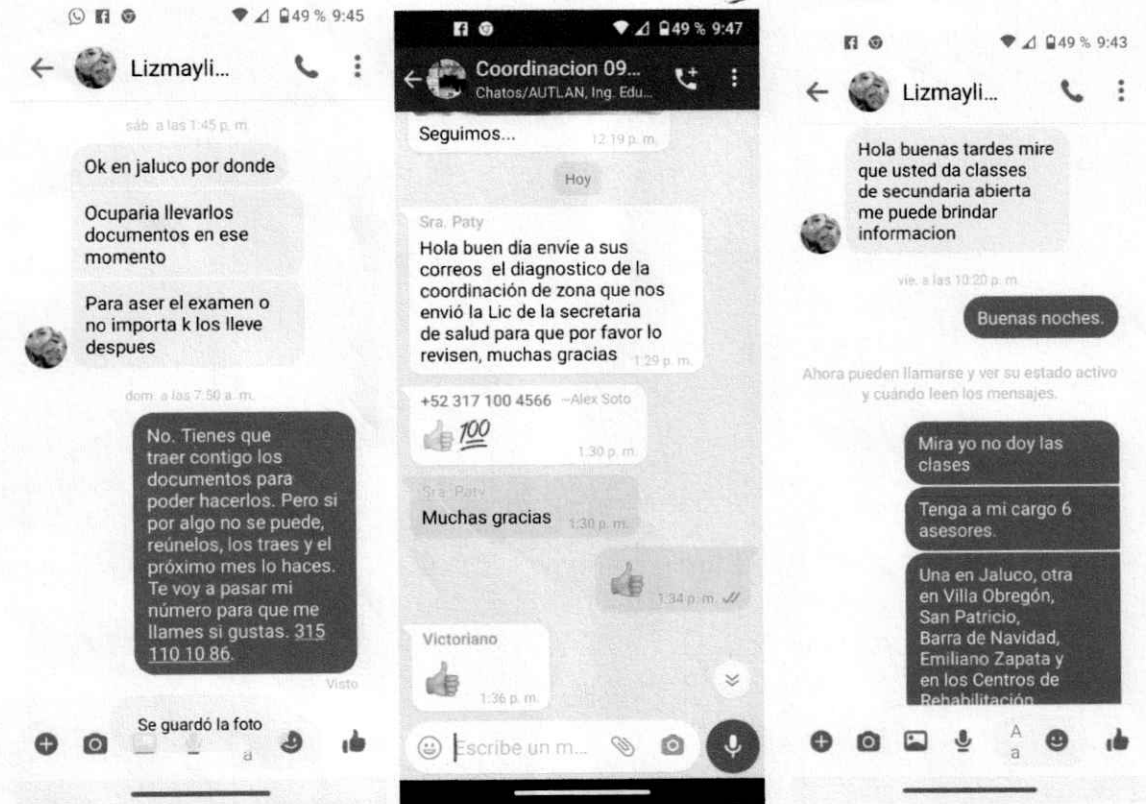 49 % 9:45
Lizmayli...
sáb. a las 1:45 p. m.
Ok en jaluco por donde
Ocuparia llevarlos
documentos en ese
momento
Para aser el examen o
no importa k los lleve
despues
dom. a las 7:50 a. m.
No. Tienes que
traer contigo los
documentos para
poder hacerlos. Pero si
por algo no se puede,
reúnelos, los traes y el
próximo mes lo haces.
Te voy a pasar mi
número para que me
llames si gustas. 315
110 10 86.
Visto
Se guardó la foto
a
49 % 9:47
Coordinacion 09...
Chatos/AUTLAN, Ing. Edu...
Seguimos...
12:19 p. m.
Hoy
Sra. Paty
Hola buen día envíe a sus
correos el diagnostico de la
coordinación de zona que nos
envió la Lic de la secretaria
de salud para que por favor lo
revisen, muchas gracias
1:29 p. m.
+52 317 100 4566 ~Alex Soto
👍💯
1:30 p. m.
Sra. Paty
Muchas gracias
1:30 p. m.
👍
1:34 p. m.
Victoriano
👍
1:36 p. m.
Escribe un m...
49 % 9:43
Lizmayli...
Hola buenas tardes mire
que usted da classes
de secundaria abierta
me puede brindar
informacion
vie. a las 10:20 p. m.
Buenas noches.
Ahora pueden llamarse y ver su estado activo
y cuándo leen los mensajes.
Mira yo no doy las
clases
Tenga a mi cargo 6
asesores.
Una en Jaluco, otra
en Villa Obregón,
San Patricio,
Barra de Navidad,
Emiliano Zapata y
en los Centros de
Rehabilitación
A
a